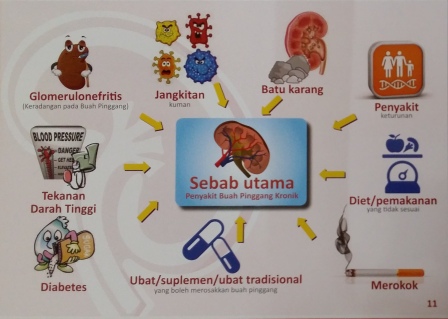 Glomerulonefritis
(Keradangan pada Buah Pinggang)
Jangkitan
kuman
Batu karang
Penyakit
keturunan
BLOOD PRESSURE
DANGER
Tekanan
Darah Tinggi
Sebab utama
Penyakit Buah Pinggang Kronik
Diet/pemakanan
yang tidak sesuai
Diabetes
Ubat/suplemen/ubat tradisional
yang boleh merosakkan buah pinggang
Merokok
11